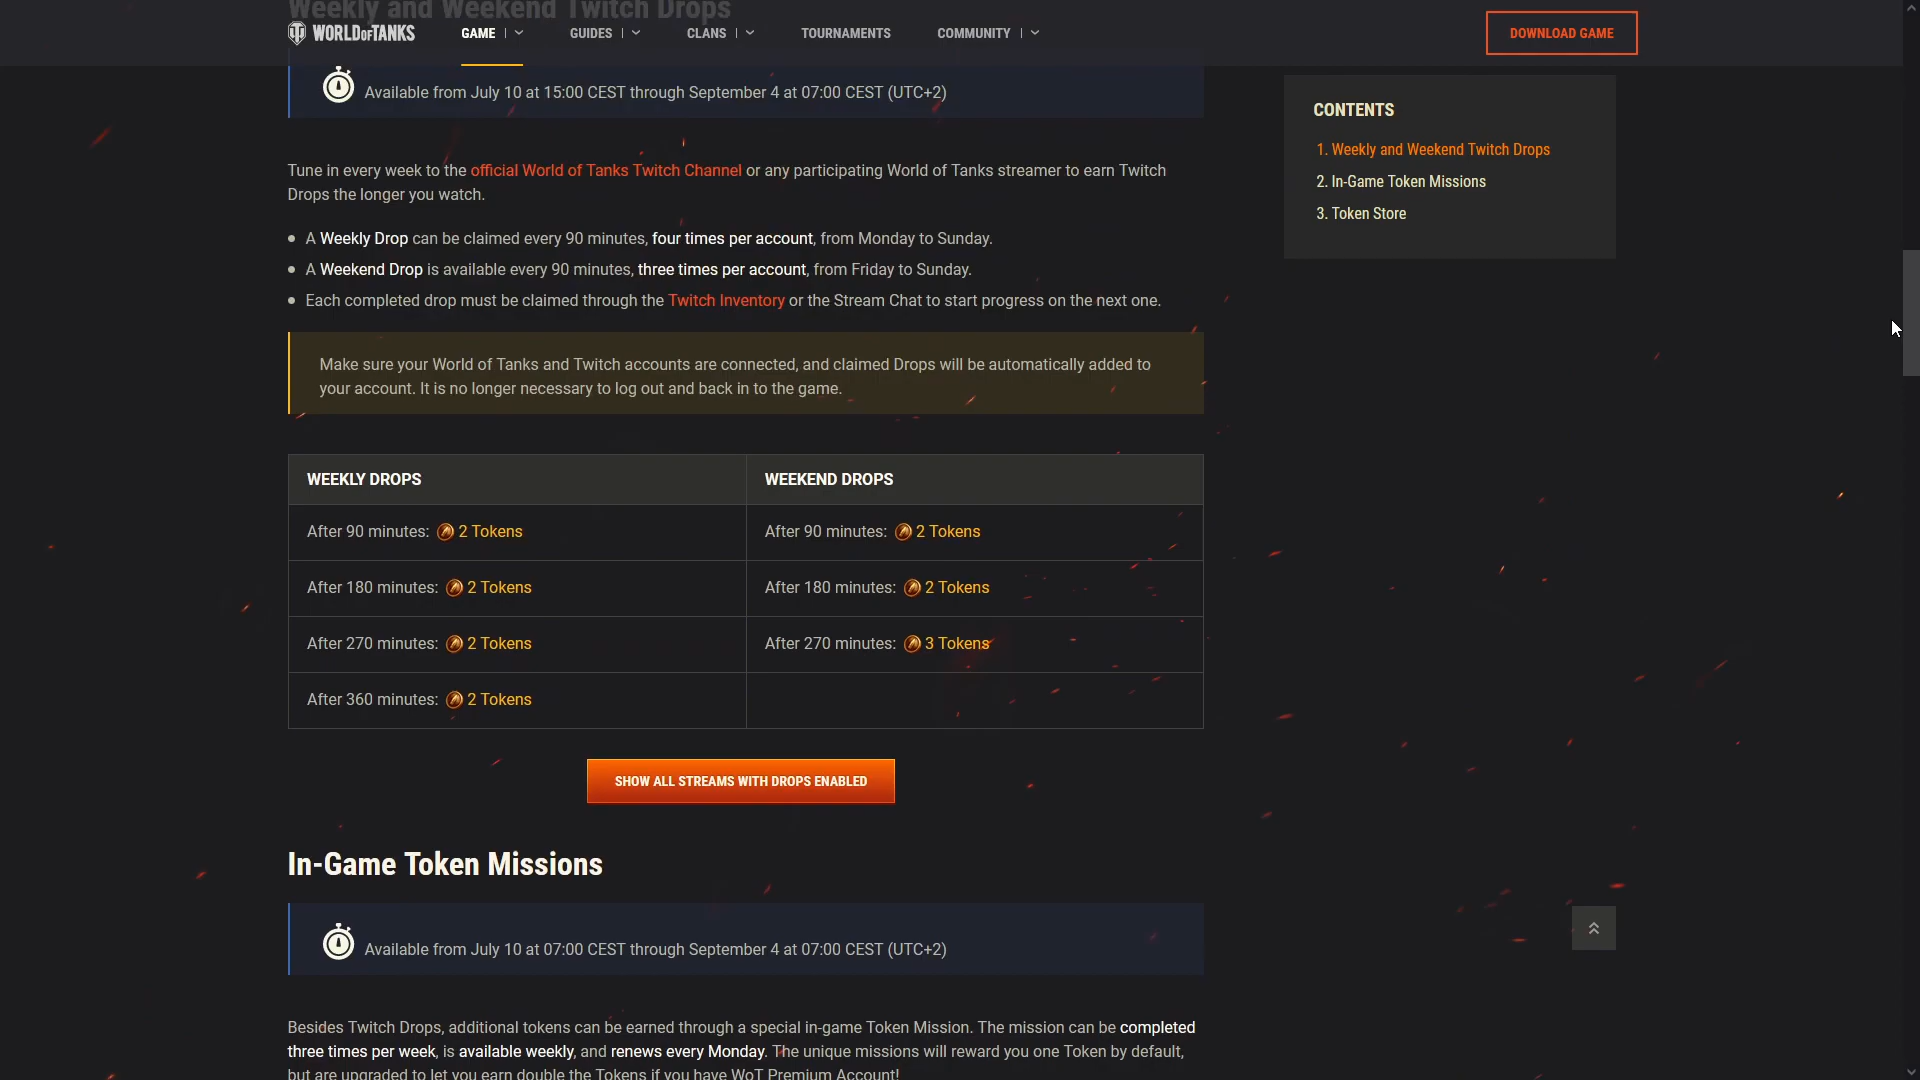 Weekly and Weekend Twitch Drops
WORLD OF TANKS
GAME
GUIDES
CLANS
TOURNAMENTS
COMMUNITY
DOWNLOAD GAME
Available from July 10 at 15:00 CEST through September 4 at 07:00 CEST (UTC+2)
CONTENTS
1. Weekly and Weekend Twitch Drops
2. In-Game Token Missions
3. Token Store
Tune in every week to the official World of Tanks Twitch Channel or any participating World of Tanks streamer to earn Twitch
Drops the longer you watch.
A Weekly Drop can be claimed every 90 minutes, four times per account, from Monday to Sunday.
A Weekend Drop is available every 90 minutes, three times per account, from Friday to Sunday.
Each completed drop must be claimed through the Twitch Inventory or the Stream Chat to start progress on the next one.
Make sure your World of Tanks and Twitch accounts are connected, and claimed Drops will be automatically added to
your account. It is no longer necessary to log out and back in to the game.
WEEKLY DROPS WEEKEND DROPS
After 90 minutes: 2 Tokens After 90 minutes: 2 Tokens
After 180 minutes: 2 Tokens After 180 minutes: 2 Tokens
After 270 minutes: 2 Tokens After 270 minutes: 3 Tokens
After 360 minutes: 2 Tokens
SHOW ALL STREAMS WITH DROPS ENABLED
In-Game Token Missions
Available from July 10 at 07:00 CEST through September 4 at 07:00 CEST (UTC+2)
Besides Twitch Drops, additional tokens can be earned through a special in-game Token Mission. The mission can be completed
three times per week, is available weekly, and renews every Monday. The unique missions will reward you one Token by default,
but are upgraded to let you earn double the Tokens if you have WoT Premium Account!